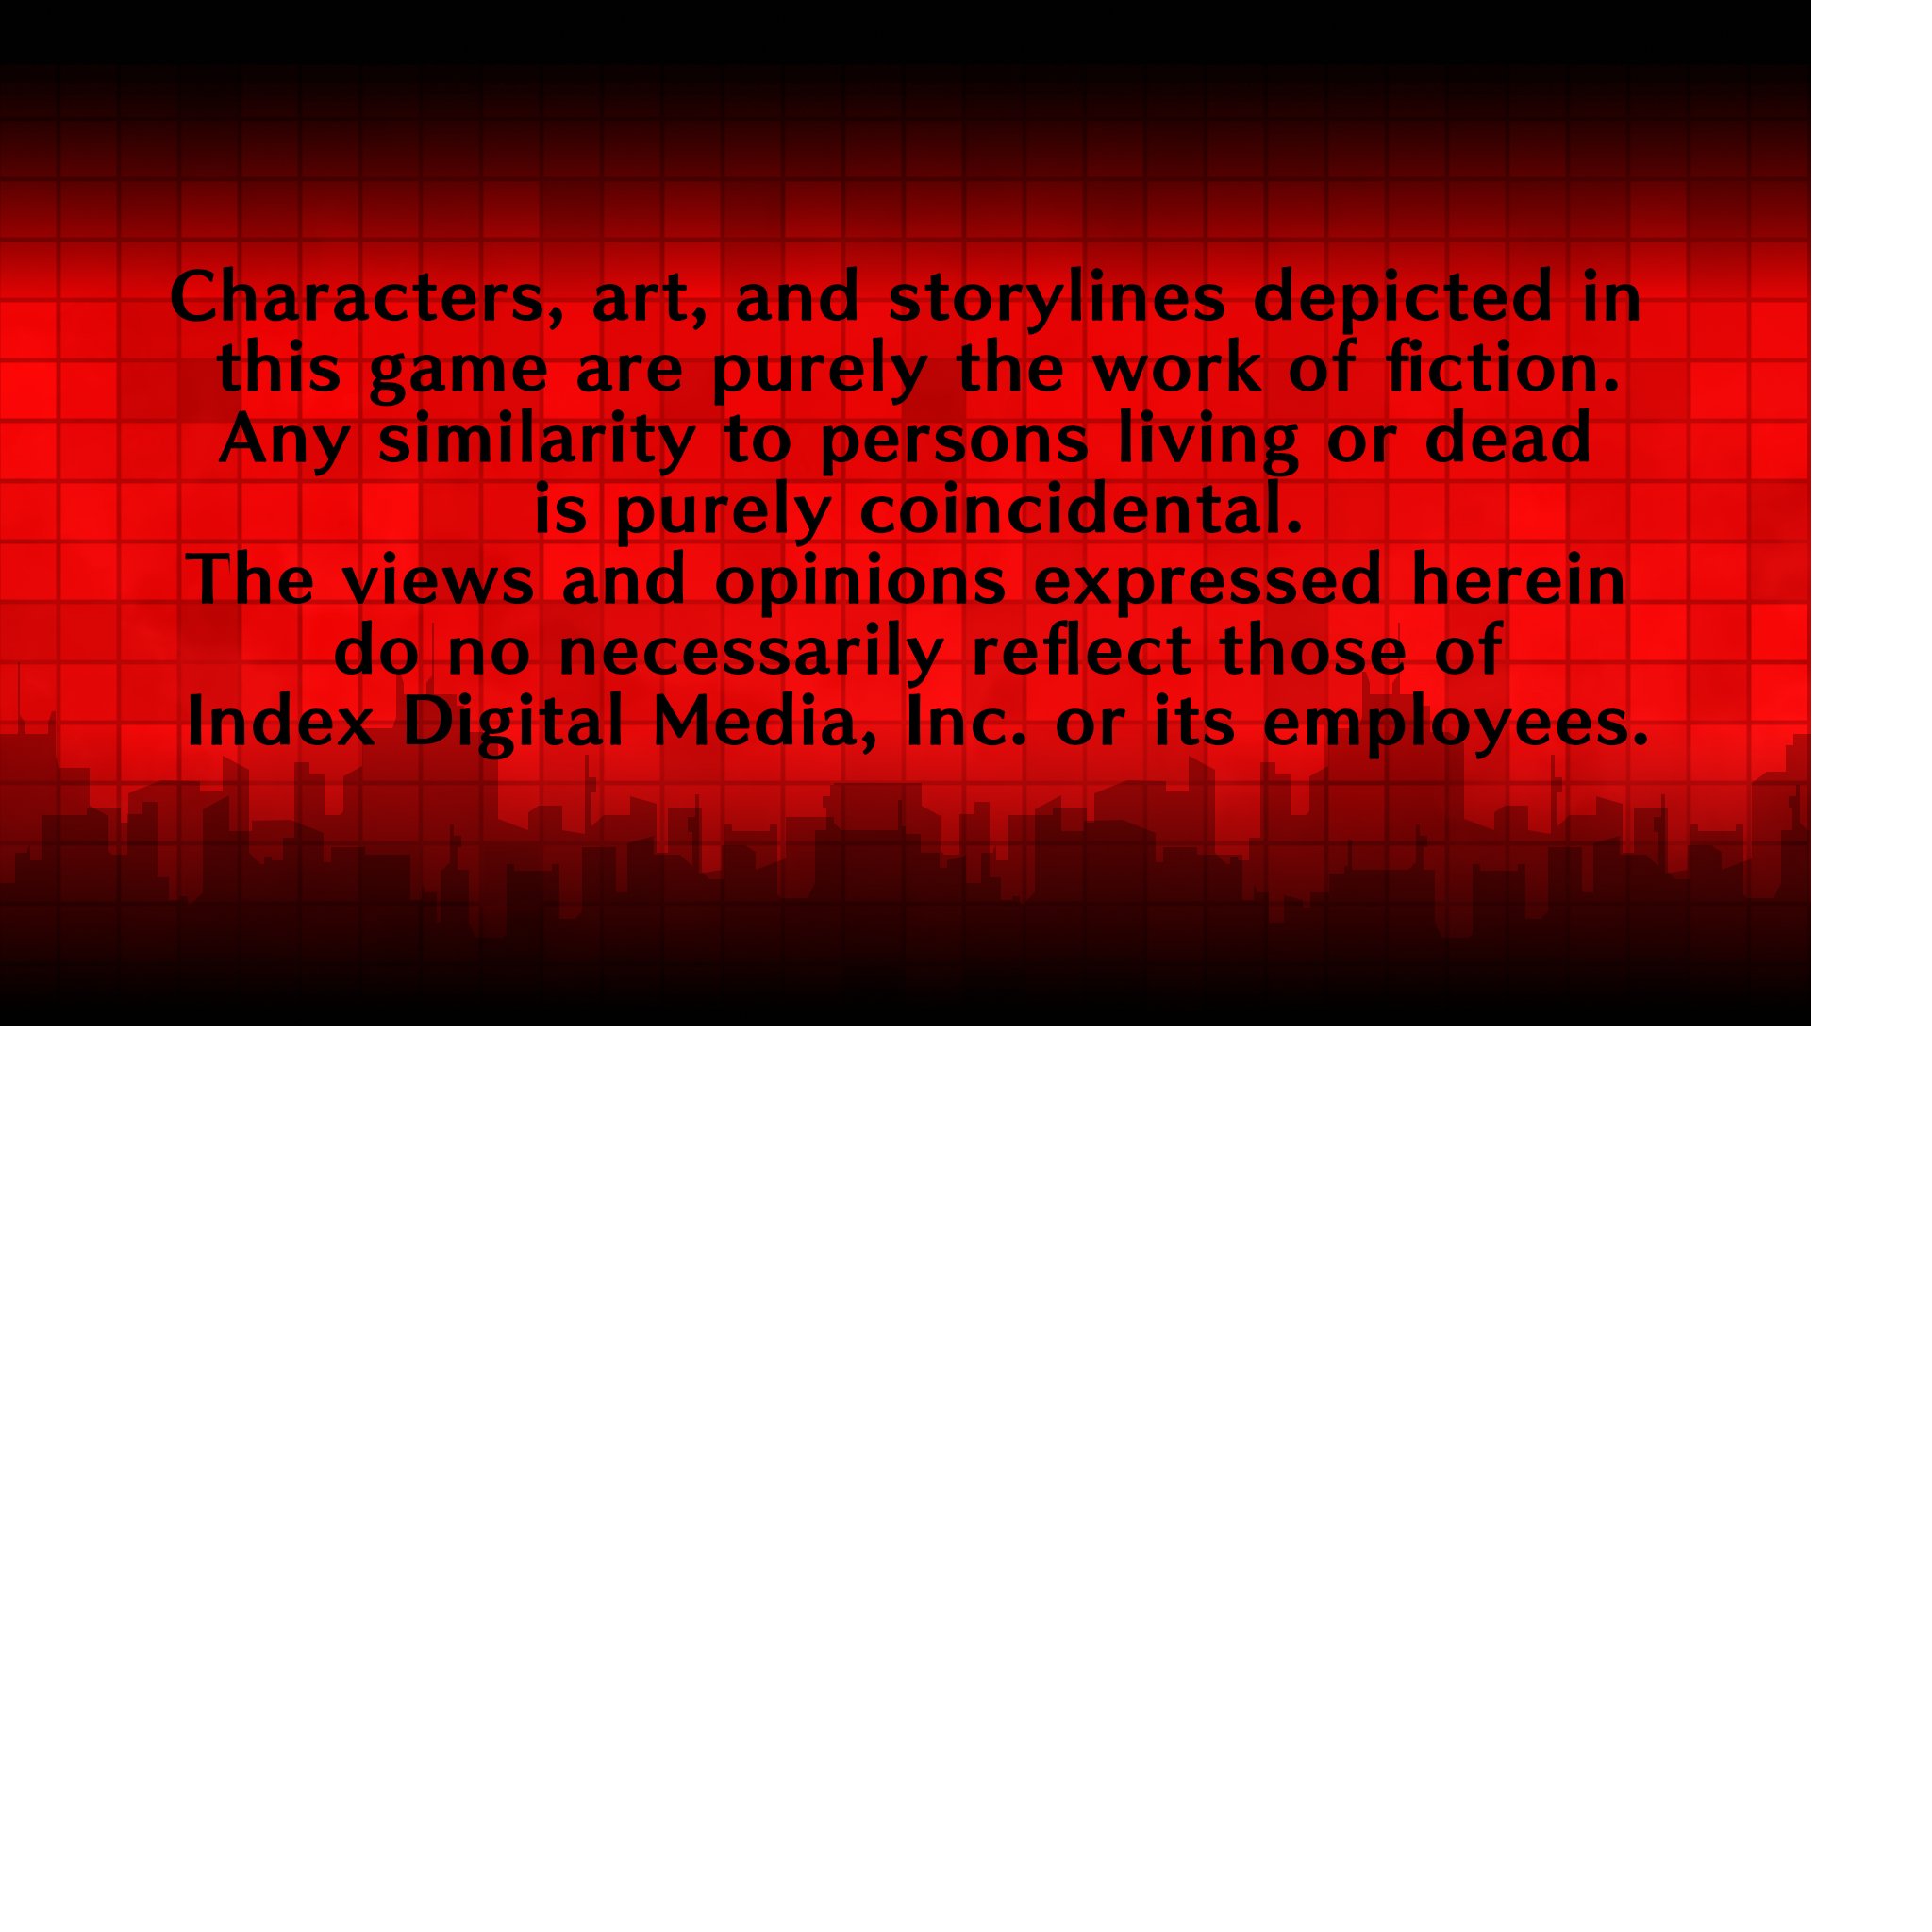 Characters, art, and storylines depicted in
this game are purely the work of fiction.
Any similarity to persons living or dead
is purely coincidental.
The views and opinions expressed herein
do no necessarily reflect those of
Index Digital Media, Inc. or its employees.